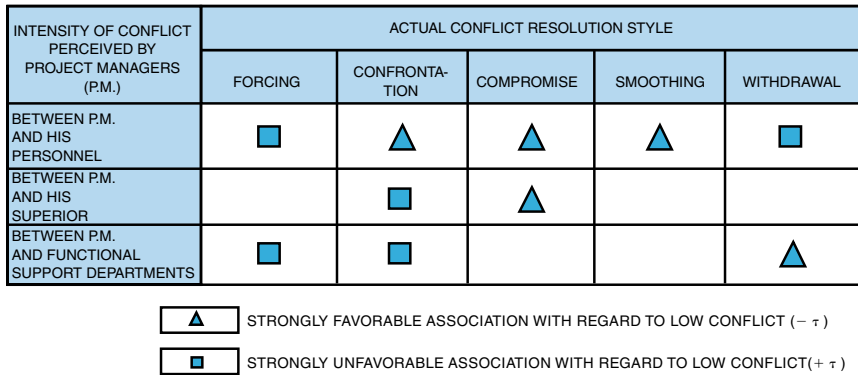 INTENSITY OF CONFLICT
PERCEIVED BY
PROJECT MANAGERS
(P.M.)
ACTUAL CONFLICT RESOLUTION STYLE
FORCING
CONFRONTA-
TION
COMPROMISE
SMOOTHING
WITHDRAWAL
BETWEEN P.M.
AND HIS
PERSONNEL
BETWEEN P.M.
AND HIS
SUPERIOR
BETWEEN P.M.
AND FUNCTIONAL
SUPPORT DEPARTMENTS
STRONGLY FAVORABLE ASSOCIATION WITH REGARD TO LOW CONFLICT (− τ)
STRONGLY UNFAVORABLE ASSOCIATION WITH REGARD TO LOW CONFLICT(+ τ)